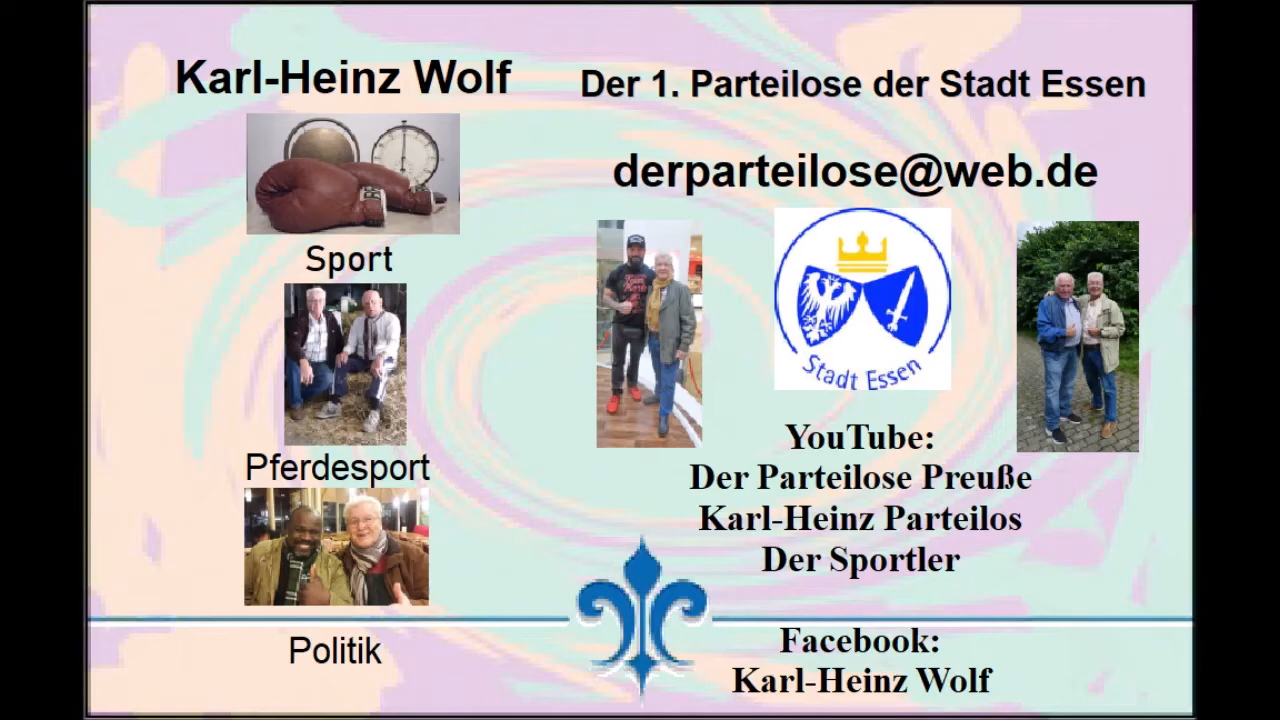 Karl-Heinz Wolf
Der 1. Parteilose der Stadt Essen
derparteilose@web.de
Sport
Pferdesport
Politik
Stadt Essen
YouTube:
Der Parteilose Preuße
Karl-Heinz Parteilos
Der Sportler
Facebook:
Karl-Heinz Wolf